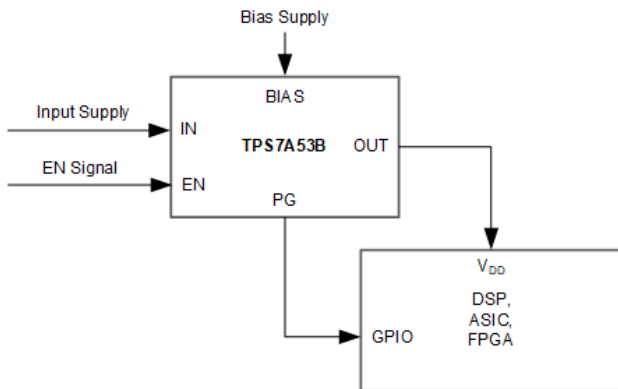 Bias Supply
BIAS
Input Supply
IN
TPS7A53B
OUT
EN Signal
EN
PG
V_DD
DSP,
ASIC,
GPIO
FPGA